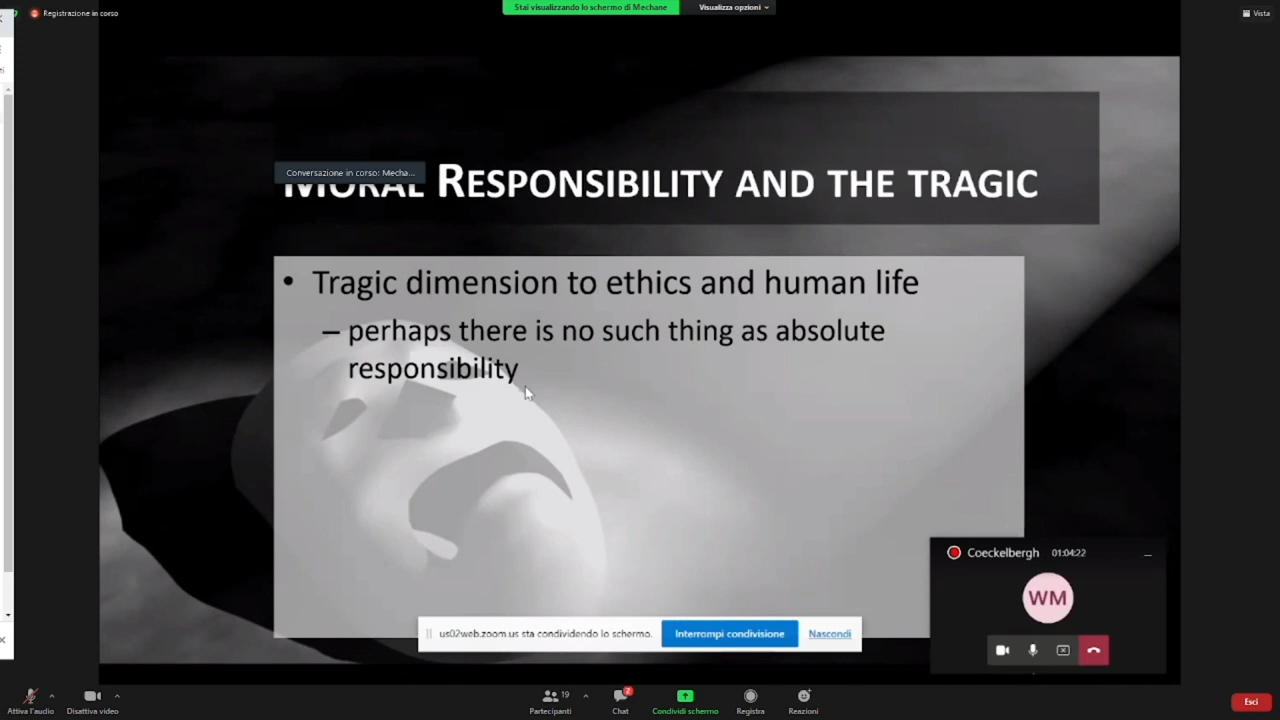 Registrazione in corso
Stai visualizzando lo schermo di Mechane
Visualizza opzioni
Vista
Conversazione in corso: Mecha...
MORAL RESPONSIBILITY AND THE TRAGIC
• Tragic dimension to ethics and human life
– perhaps there is no such thing as absolute
responsibility
Coeckelbergh 01:04:22
WM
us02web.zoom.us sta condividendo lo schermo.
Interrompi condivisione
Nascondi
Attiva l'audio
Disattiva video
19
Partecipanti
2
Chat
Condividi schermo
Registra
Reazioni
Esci